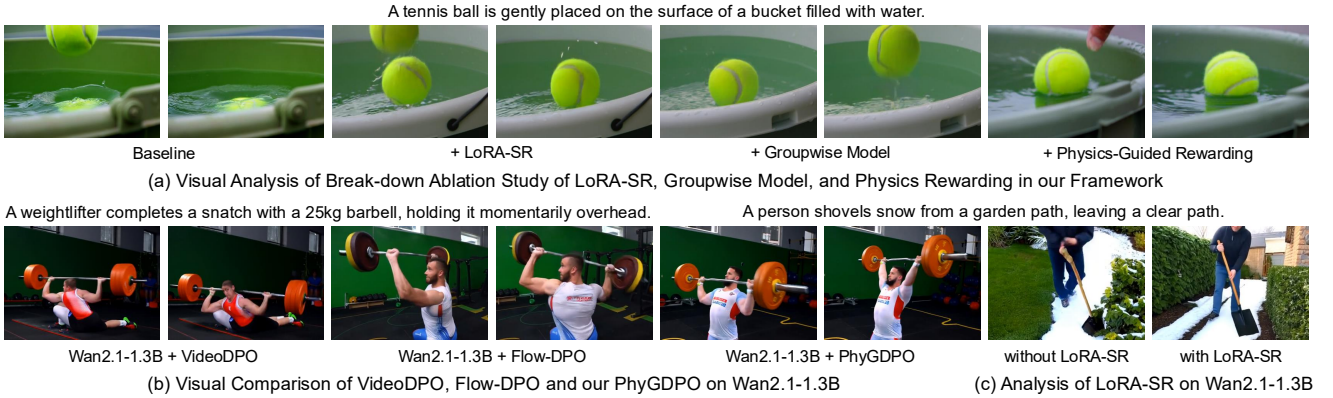 A tennis ball is gently placed on the surface of a bucket filled with water.
Baseline
+ LoRA-SR
+ Groupwise Model
+ Physics-Guided Rewarding
(a) Visual Analysis of Break-down Ablation Study of LoRA-SR, Groupwise Model, and Physics Rewarding in our Framework
A weightlifter completes a snatch with a 25kg barbell, holding it momentarily overhead.
A person shovels snow from a garden path, leaving a clear path.
Wan2.1-1.3B + VideoDPO
Wan2.1-1.3B + Flow-DPO
Wan2.1-1.3B + PhyGDPO
without LoRA-SR
with LoRA-SR
(b) Visual Comparison of VideoDPO, Flow-DPO and our PhyGDPO on Wan2.1-1.3B
(c) Analysis of LoRA-SR on Wan2.1-1.3B